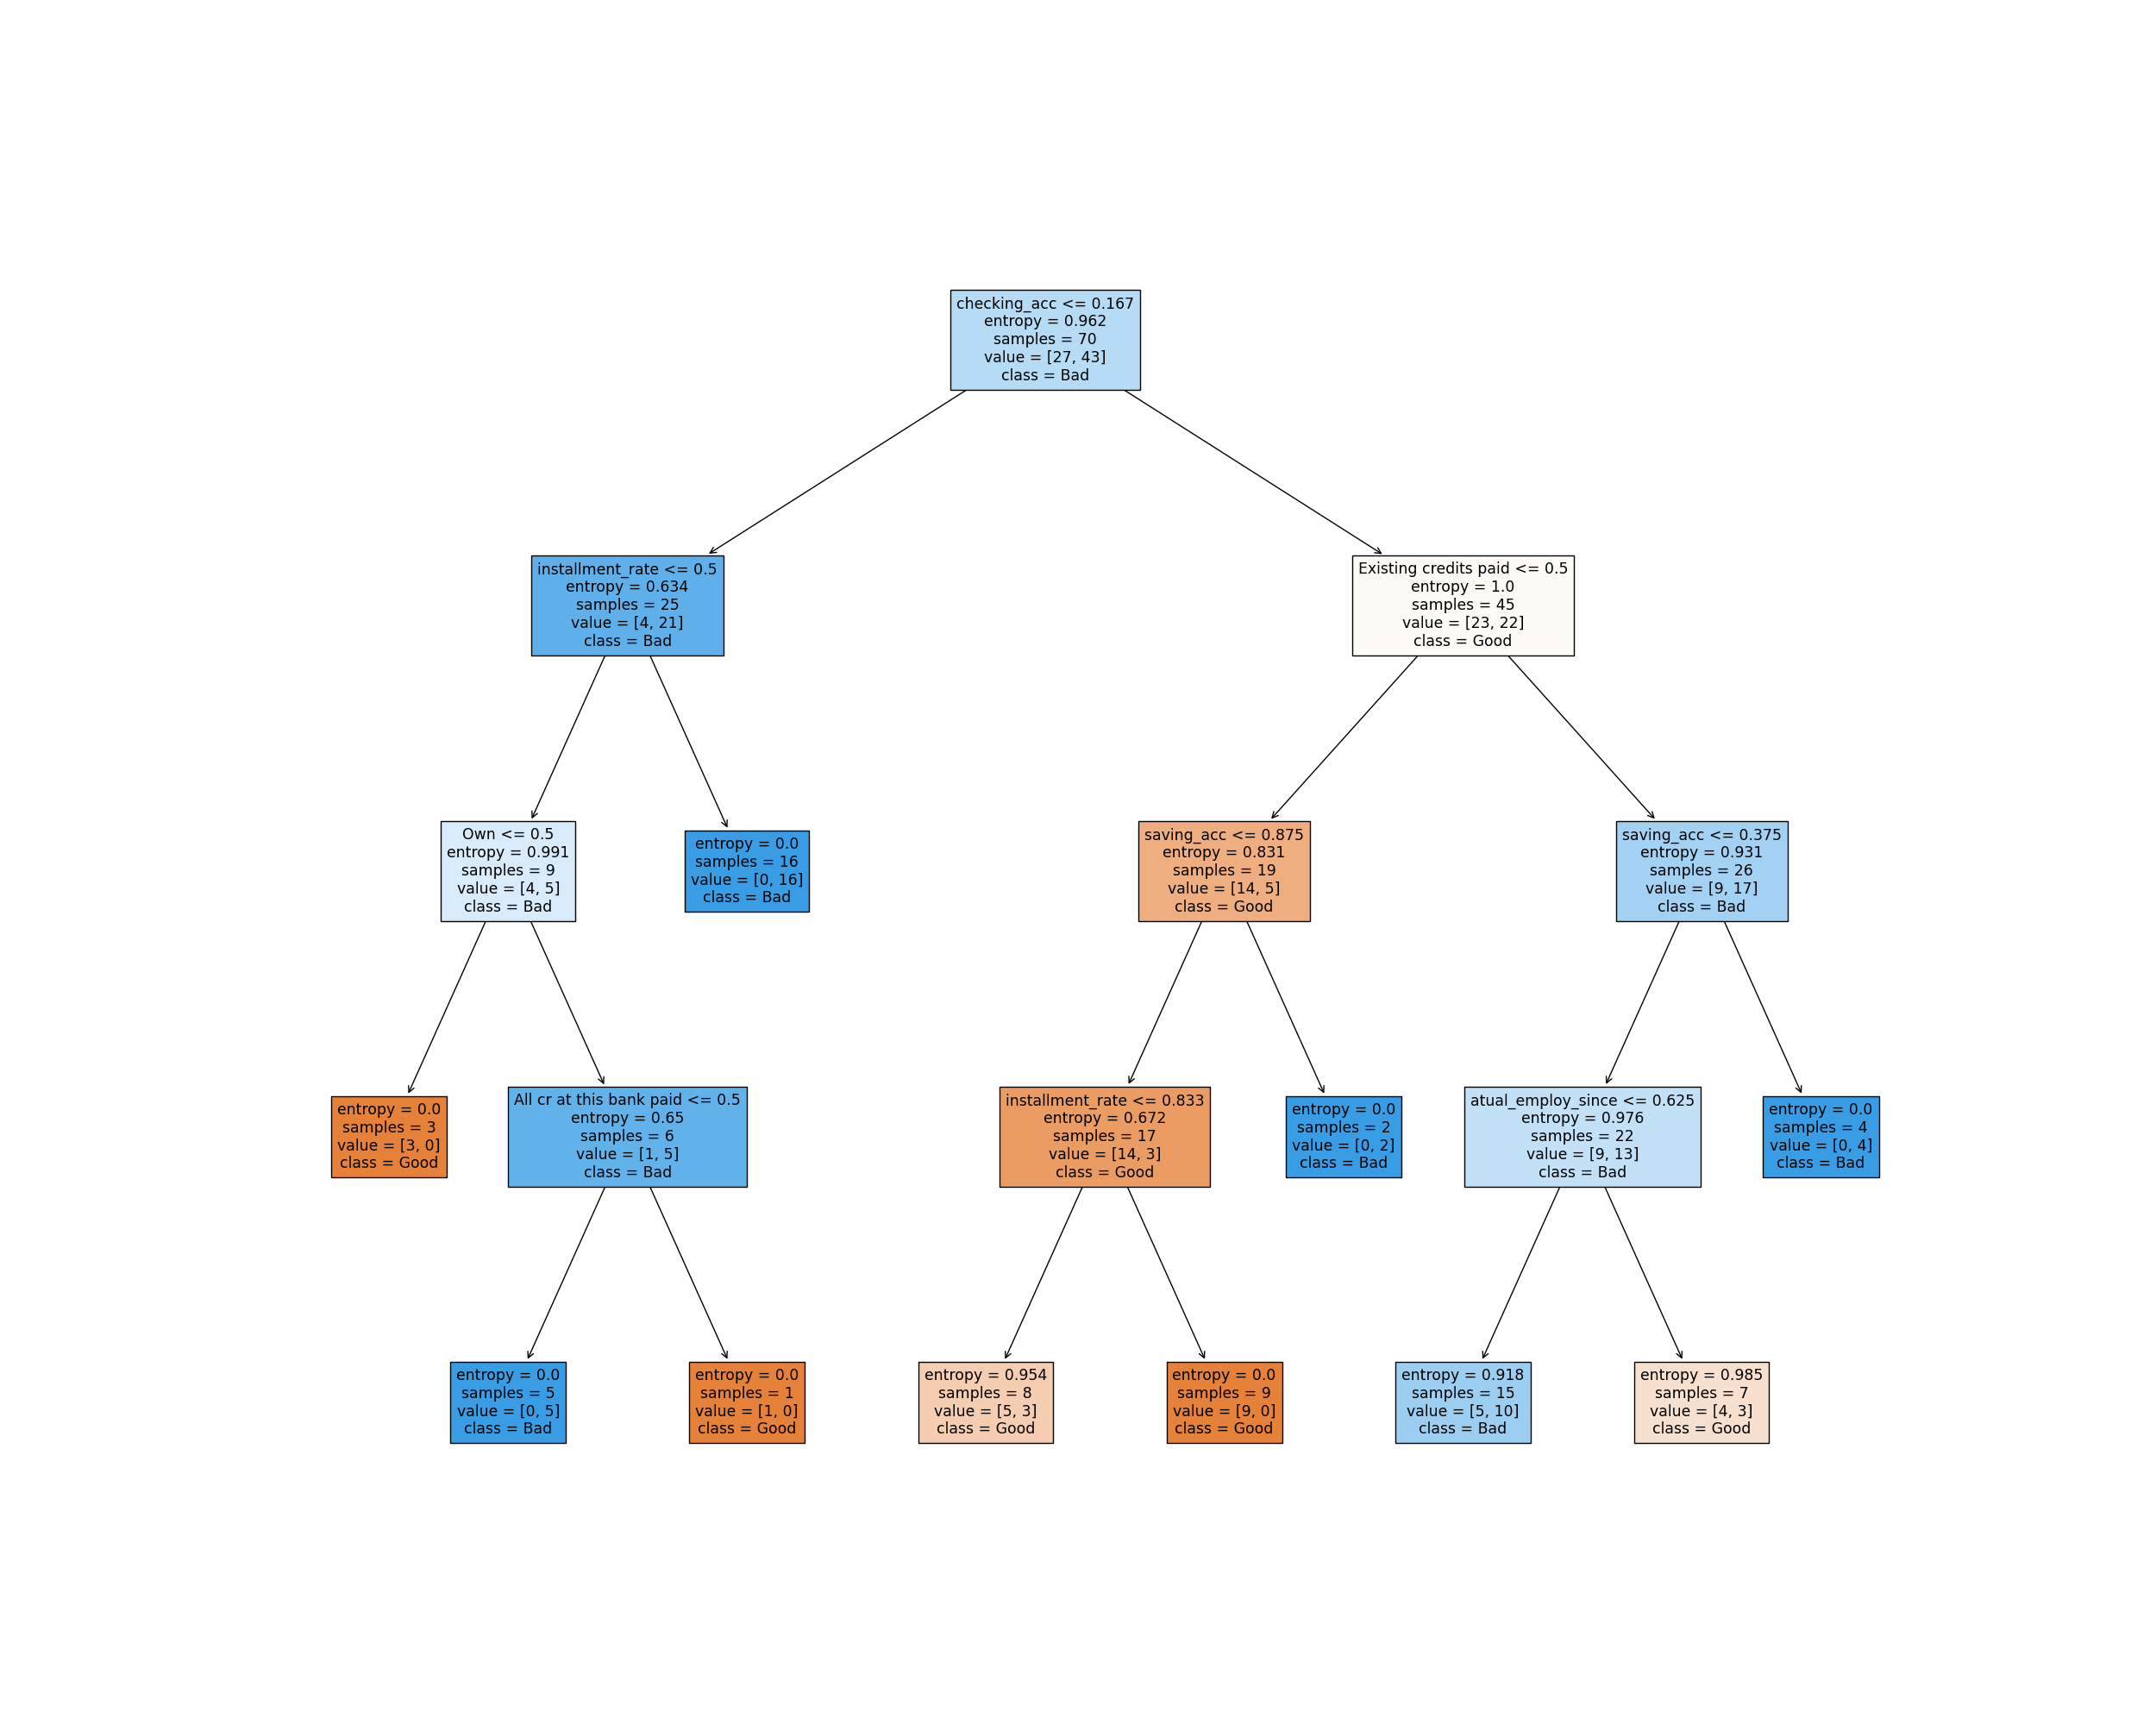 checking_acc <= 0.167
entropy = 0.962
samples = 70
value = [27, 43]
class = Bad
installment_rate <= 0.5
entropy = 0.634
samples = 25
value = [4, 21]
class = Bad
Existing credits paid <= 0.5
entropy = 1.0
samples = 45
value = [23, 22]
class = Good
Own <= 0.5
entropy = 0.991
samples = 9
value = [4, 5]
class = Bad
entropy = 0.0
samples = 16
value = [0, 16]
class = Bad
saving_acc <= 0.875
entropy = 0.831
samples = 19
value = [14, 5]
class = Good
saving_acc <= 0.375
entropy = 0.931
samples = 26
value = [9, 17]
class = Bad
entropy = 0.0
samples = 3
value = [3, 0]
class = Good
All cr at this bank paid <= 0.5
entropy = 0.65
samples = 6
value = [1, 5]
class = Bad
installment_rate <= 0.833
entropy = 0.672
samples = 17
value = [14, 3]
class = Good
entropy = 0.0
samples = 2
value = [0, 2]
class = Bad
atual_employ_since <= 0.625
entropy = 0.976
samples = 22
value = [9, 13]
class = Bad
entropy = 0.0
samples = 4
value = [0, 4]
class = Bad
entropy = 0.0
samples = 5
value = [0, 5]
class = Bad
entropy = 0.0
samples = 1
value = [1, 0]
class = Good
entropy = 0.954
samples = 8
value = [5, 3]
class = Good
entropy = 0.0
samples = 9
value = [9, 0]
class = Good
entropy = 0.918
samples = 15
value = [5, 10]
class = Bad
entropy = 0.985
samples = 7
value = [4, 3]
class = Good